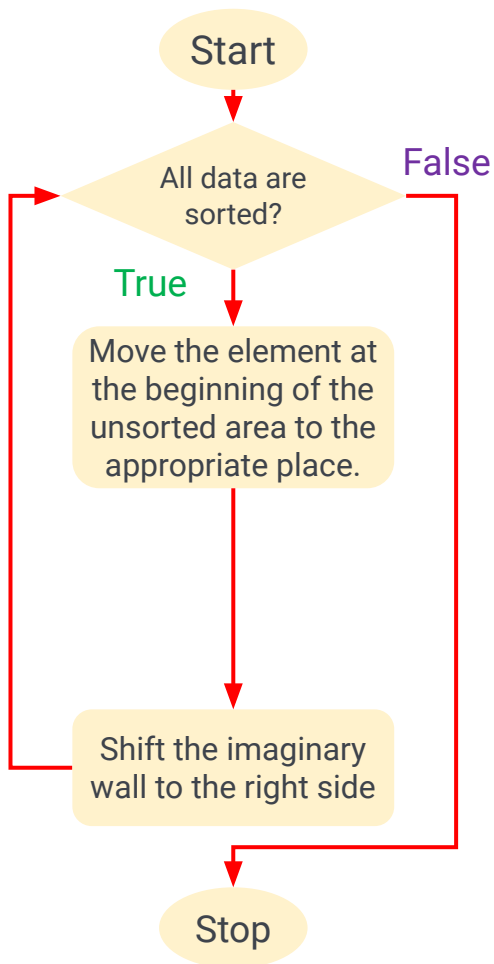 Start
All data are
sorted?
False
True
Move the element at
the beginning of the
unsorted area to the
appropriate place.
Shift the imaginary
wall to the right side
Stop